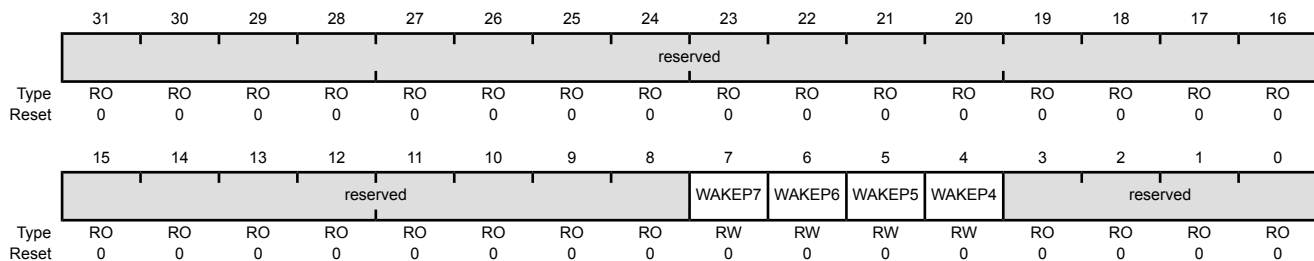 31 30 29 28 27 26 25 24 23 22 21 20 19 18 17 16
reserved
Type RO RO RO RO RO RO RO RO RO RO RO RO RO RO RO RO
Reset 0 0 0 0 0 0 0 0 0 0 0 0 0 0 0 0
15 14 13 12 11 10 9 8 7 6 5 4 3 2 1 0
reserved WAKEP7 WAKEP6 WAKEP5 WAKEP4 reserved
Type RO RO RO RO RO RO RO RO RW RW RW RW RO RO RO RO
Reset 0 0 0 0 0 0 0 0 0 0 0 0 0 0 0 0